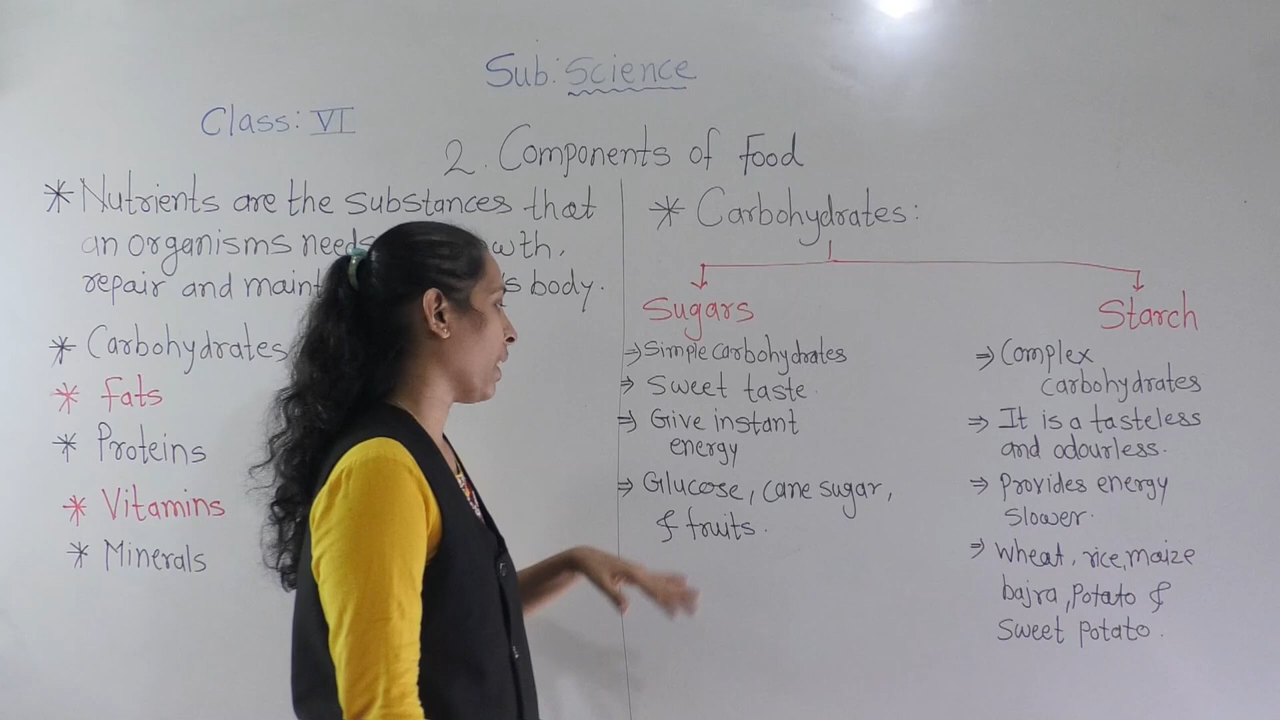 Sub: Science
Class: VI
2. Components of Food
* Nutrients are the substances that
an organisms need
wth,
repair and maint
s body.
* Carbohydrates
* Fats
* Proteins
* Vitamins
* Minerals
* Carbohydrates:
Sugars
⇒ Simple carbohydrates
⇒ Sweet taste.
⇒ Give instant
energy
⇒ Glucose, cane sugar,
& fruits.
Starch
⇒ Complex
carbohydrates
⇒ It is a tasteless
and odourless.
⇒ Provides energy
slower.
⇒ Wheat, rice, maize
bajra, Potato &
Sweet potato.